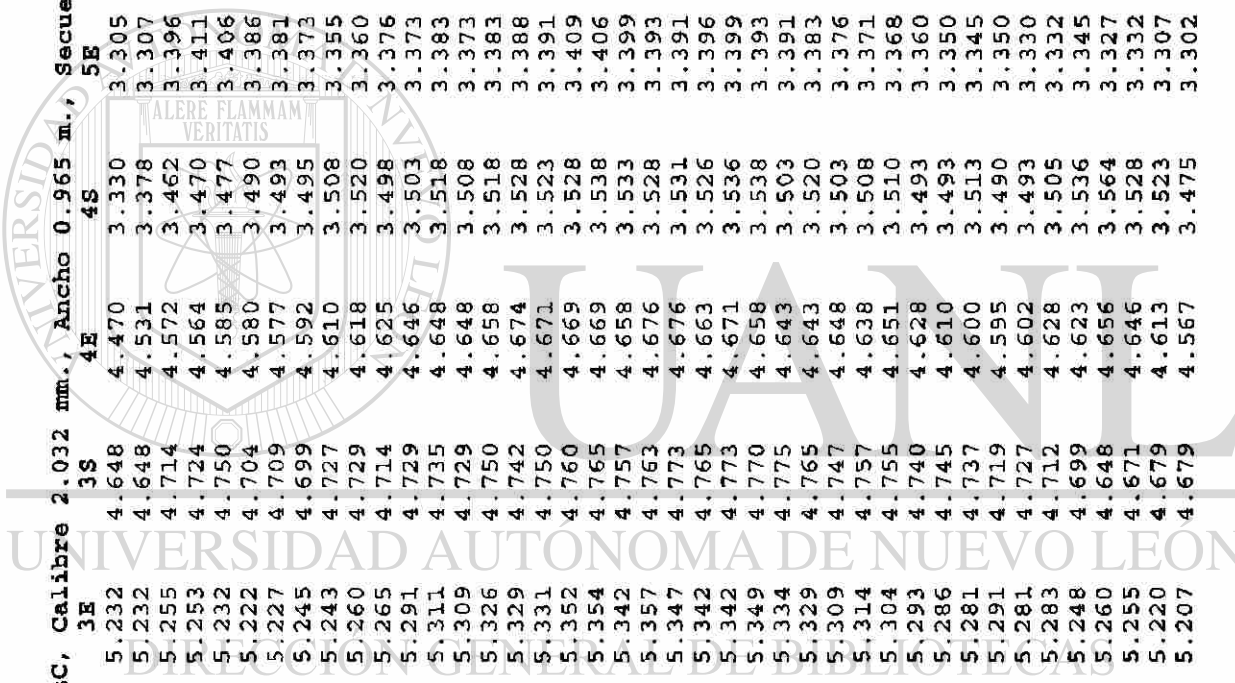 sC, Calibre 2.032 mm., Ancho 0.965 m., Secue
3E 3S 4E 4S 5E
5.232 4.648 4.470 3.330 3.305
5.232 4.648 4.531 3.378 3.307
5.255 4.714 4.572 3.462 3.396
5.253 4.724 4.564 3.470 3.411
5.232 4.750 4.585 3.477 3.406
5.222 4.704 4.580 3.490 3.386
5.227 4.709 4.577 3.493 3.381
5.245 4.699 4.592 3.495 3.373
5.243 4.727 4.610 3.508 3.355
5.260 4.729 4.618 3.520 3.360
5.265 4.714 4.625 3.498 3.376
5.291 4.729 4.646 3.503 3.373
5.311 4.735 4.648 3.518 3.383
5.309 4.729 4.648 3.508 3.373
5.326 4.750 4.658 3.518 3.383
5.329 4.742 4.674 3.528 3.388
5.331 4.750 4.671 3.523 3.391
5.352 4.760 4.669 3.528 3.409
5.354 4.765 4.669 3.538 3.406
5.342 4.757 4.658 3.533 3.399
5.357 4.763 4.676 3.528 3.393
5.347 4.773 4.676 3.531 3.391
5.342 4.765 4.663 3.526 3.396
5.342 4.773 4.671 3.536 3.399
5.349 4.770 4.658 3.538 3.393
5.334 4.775 4.643 3.503 3.391
5.329 4.765 4.643 3.520 3.383
5.309 4.747 4.648 3.503 3.376
5.314 4.757 4.638 3.508 3.371
5.304 4.755 4.651 3.510 3.368
5.293 4.740 4.628 3.493 3.360
5.286 4.745 4.610 3.493 3.350
5.281 4.737 4.600 3.513 3.345
5.291 4.719 4.595 3.490 3.350
5.281 4.727 4.602 3.493 3.330
5.283 4.712 4.628 3.505 3.332
5.248 4.699 4.623 3.536 3.345
5.260 4.648 4.656 3.564 3.327
5.255 4.671 4.646 3.528 3.332
5.220 4.679 4.613 3.523 3.307
5.207 4.679 4.567 3.475 3.302
ALERE FLAMMAM
VERITATIS
UANL
UNIVERSIDAD AUTÓNOMA DE NUEVO LEÓN
DIRECCIÓN GENERAL DE BIBLIOTECAS